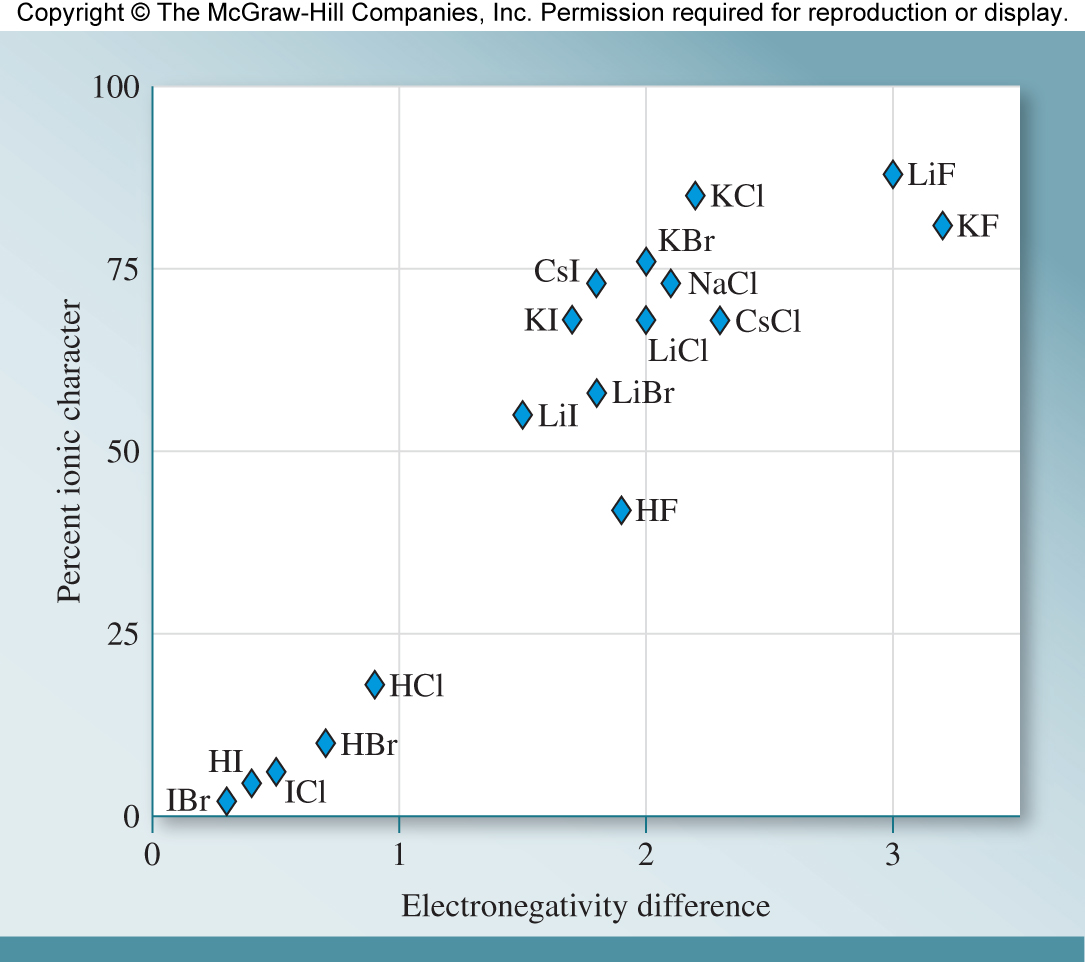 Copyright © The McGraw-Hill Companies, Inc. Permission required for reproduction or display.
100
75
50
25
0
Percent ionic character
LiF
KCl
KF
KBr
CsI
NaCl
KI
CsCl
LiCl
LiBr
LiI
HF
HCl
HBr
HI
ICl
IBr
0 1 2 3
Electronegativity difference